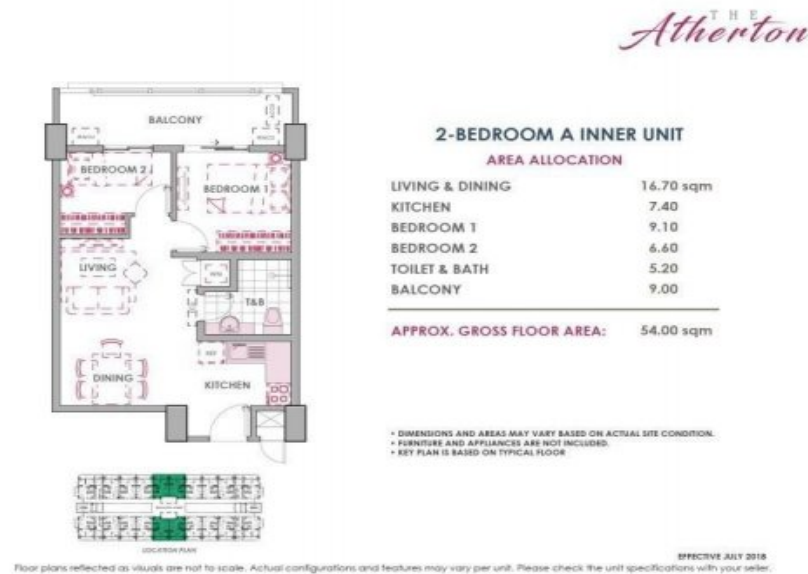 THE
Atherton
BALCONY
BEDROOM 2
BEDROOM 1
LIVING
T&B
REF
DINING
KITCHEN
LOCATION PLAN
2-BEDROOM A INNER UNIT
AREA ALLOCATION
LIVING & DINING 16.70 sqm
KITCHEN 7.40
BEDROOM 1 9.10
BEDROOM 2 6.60
TOILET & BATH 5.20
BALCONY 9.00
APPROX. GROSS FLOOR AREA: 54.00 sqm
• DIMENSIONS AND AREAS MAY VARY BASED ON ACTUAL SITE CONDITION.
• FURNITURE AND APPLIANCES ARE NOT INCLUDED.
• KEY PLAN IS BASED ON TYPICAL FLOOR
EFFECTIVE JULY 2018
Floor plans reflected as visuals are not to scale. Actual configurations and features may vary per unit. Please check the unit specifications with your seller.